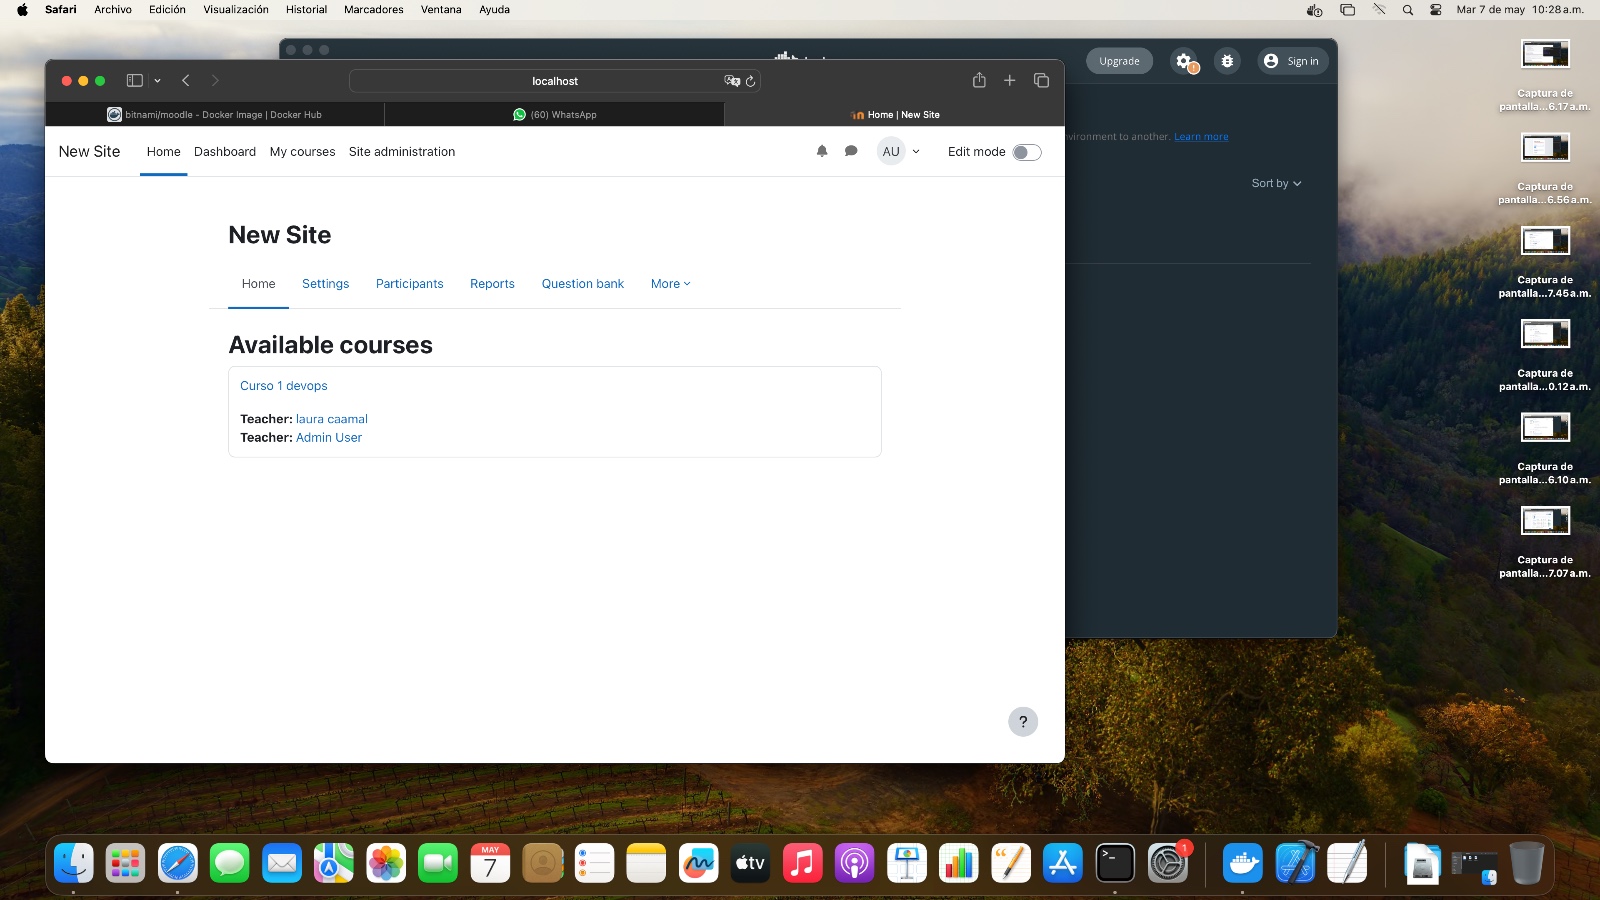 Safari Archivo Edición Visualización Historial Marcadores Ventana Ayuda Mar 7 de may 10:28 a.m.
Upgrade Sign in
localhost
bitnami/moodle - Docker Image | Docker Hub (60) WhatsApp Home | New Site
New Site Home Dashboard My courses Site administration AU Edit mode
vironment to another. Learn more
Sort by
New Site
Home Settings Participants Reports Question bank More
Available courses
Curso 1 devops
Teacher: laura caamal
Teacher: Admin User
?
Captura de
pantalla...6.17 a.m.
Captura de
pantalla...6.56 a.m.
Captura de
pantalla...7.45 a.m.
Captura de
pantalla...0.12 a.m.
Captura de
pantalla...6.10 a.m.
Captura de
pantalla...7.07 a.m.
MAY
7
tv
1